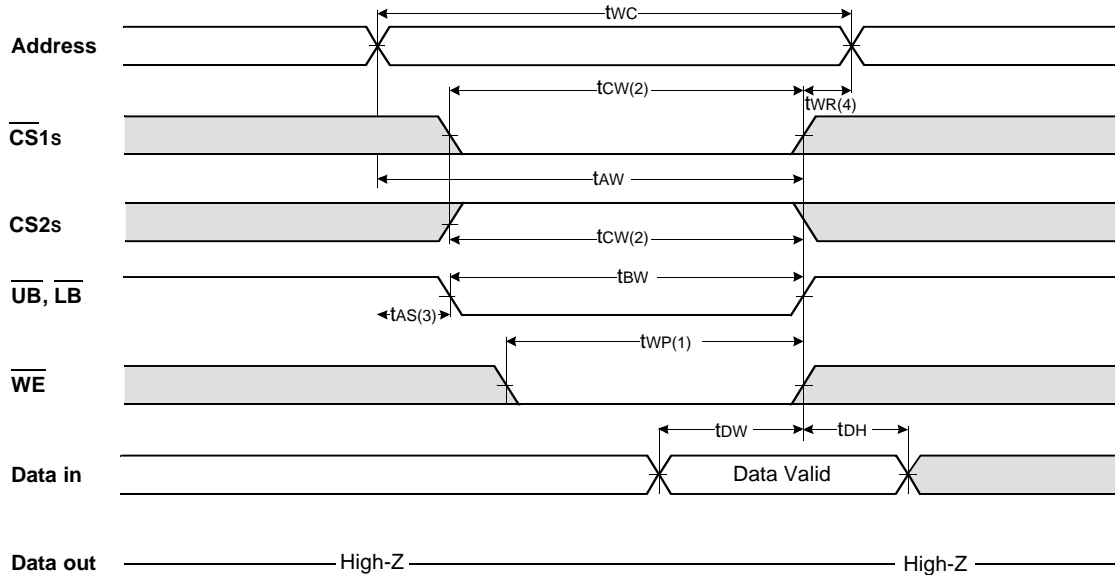 tWC
Address
tCW(2)
tWR(4)
CS1s
tAW
CS2s
tCW(2)
UB, LB
tBW
tAS(3)
tWP(1)
WE
tDW
tDH
Data in
Data Valid
Data out
High-Z
High-Z